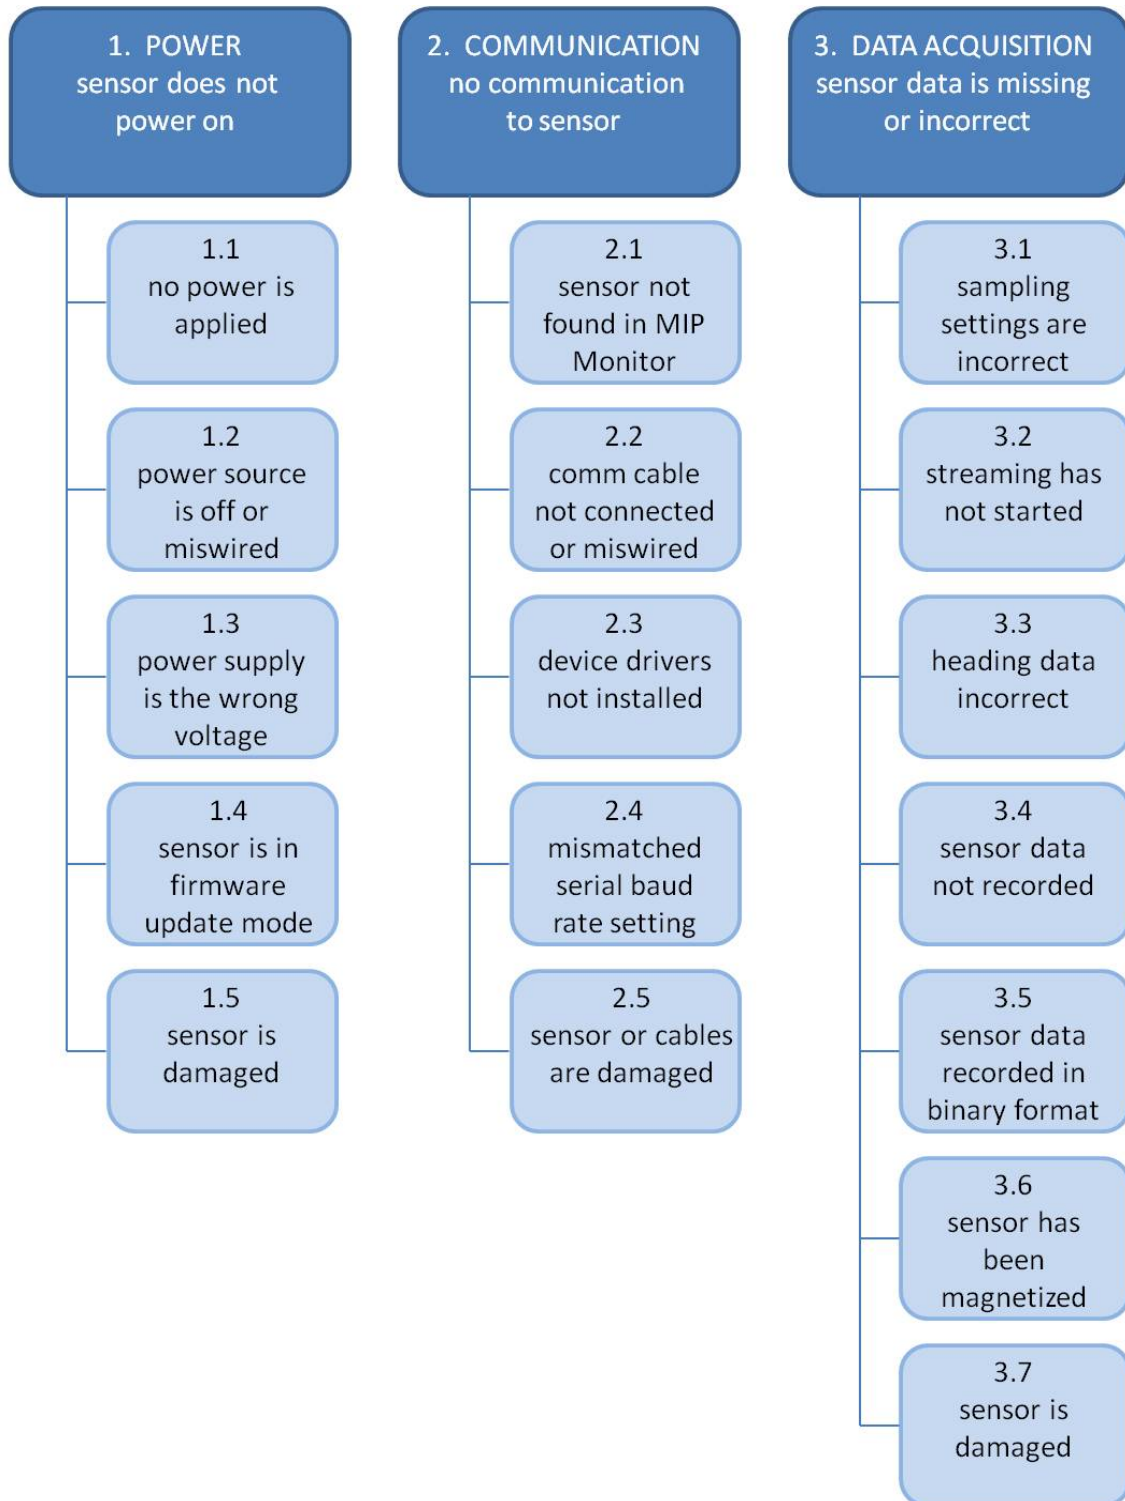 1. POWER
sensor does not
power on
1.1
no power is
applied
1.2
power source
is off or
miswired
1.3
power supply
is the wrong
voltage
1.4
sensor is in
firmware
update mode
1.5
sensor is
damaged
2. COMMUNICATION
no communication
to sensor
2.1
sensor not
found in MIP
Monitor
2.2
comm cable
not connected
or miswired
2.3
device drivers
not installed
2.4
mismatched
serial baud
rate setting
2.5
sensor or cables
are damaged
3. DATA ACQUISITION
sensor data is missing
or incorrect
3.1
sampling
settings are
incorrect
3.2
streaming has
not started
3.3
heading data
incorrect
3.4
sensor data
not recorded
3.5
sensor data
recorded in
binary format
3.6
sensor has
been
magnetized
3.7
sensor is
damaged